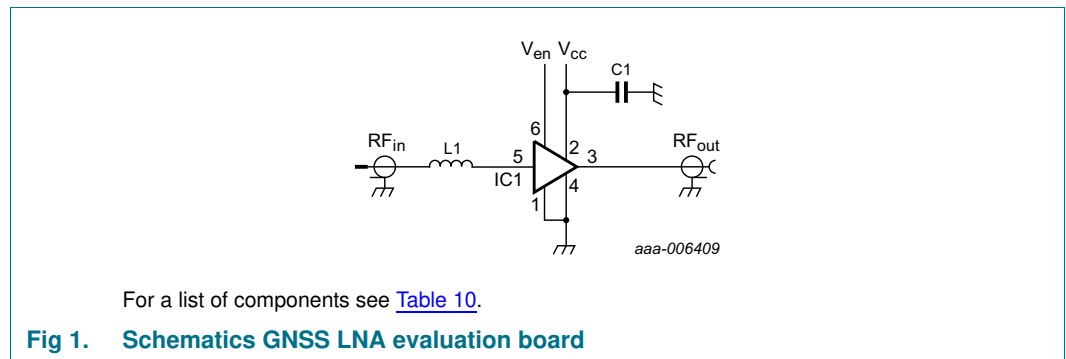 Ven Vcc
C1
RFin L1 5 6 2 3 RFout
IC1 4
1
aaa-006409
For a list of components see Table 10.
Fig 1. Schematics GNSS LNA evaluation board